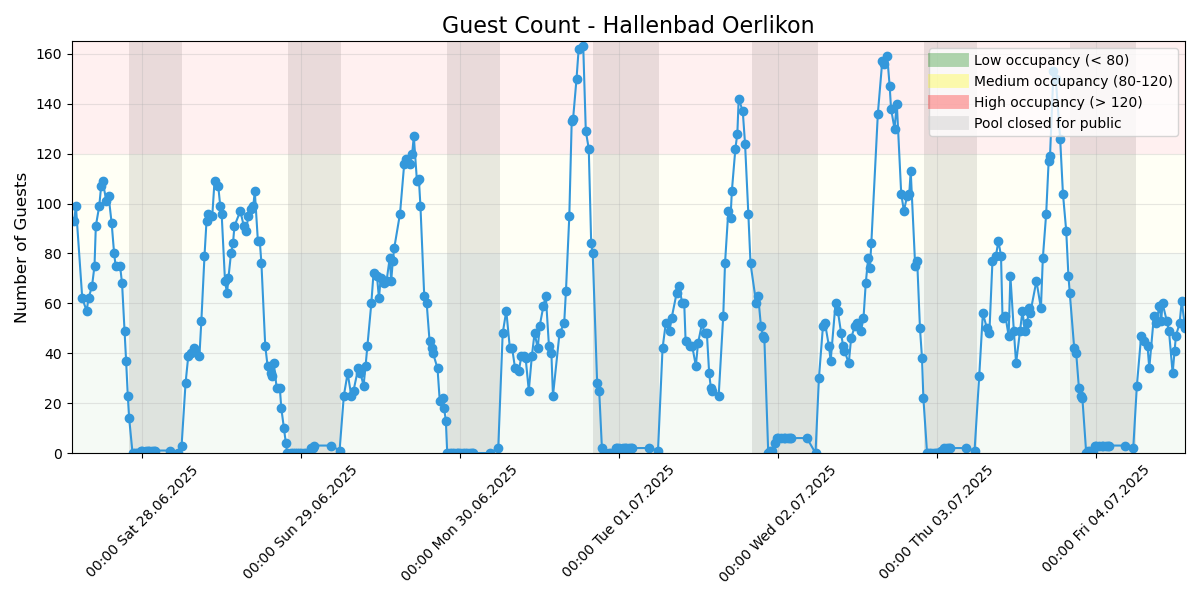 Guest Count - Hallenbad Oerlikon
Number of Guests
160
140
120
100
80
60
40
20
0
Low occupancy (< 80)
Medium occupancy (80-120)
High occupancy (> 120)
Pool closed for public
00:00 Sat 28.06.2025
00:00 Sun 29.06.2025
00:00 Mon 30.06.2025
00:00 Tue 01.07.2025
00:00 Wed 02.07.2025
00:00 Thu 03.07.2025
00:00 Fri 04.07.2025